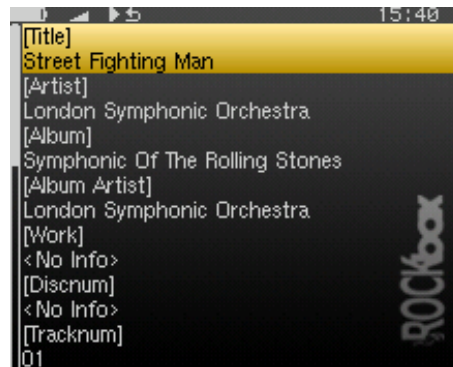 15:40
[Title]
Street Fighting Man
[Artist]
London Symphonic Orchestra
[Album]
Symphonic Of The Rolling Stones
[Album Artist]
London Symphonic Orchestra
[Work]
<No Info>
[Discnum]
<No Info>
[Tracknum]
01
ROCKbox